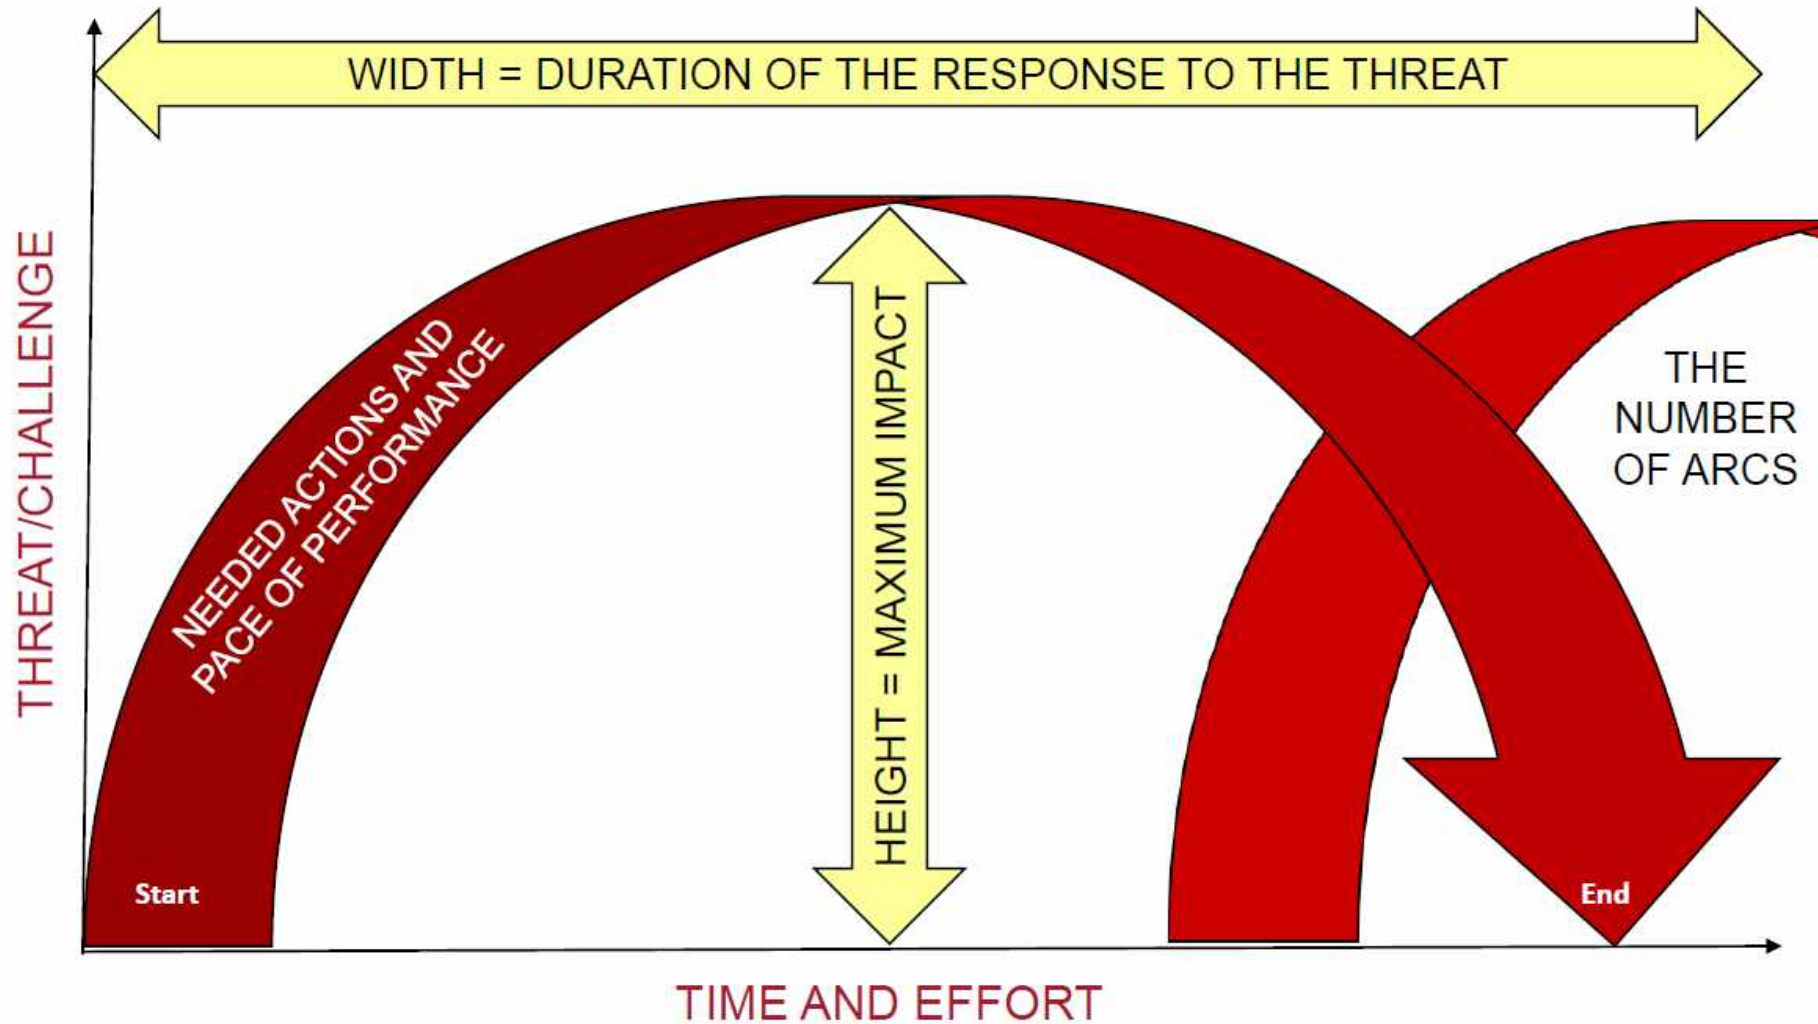 WIDTH = DURATION OF THE RESPONSE TO THE THREAT
THREAT/CHALLENGE
NEEDED ACTIONS AND
PACE OF PERFORMANCE
HEIGHT = MAXIMUM IMPACT
THE
NUMBER
OF ARCS
Start
End
TIME AND EFFORT